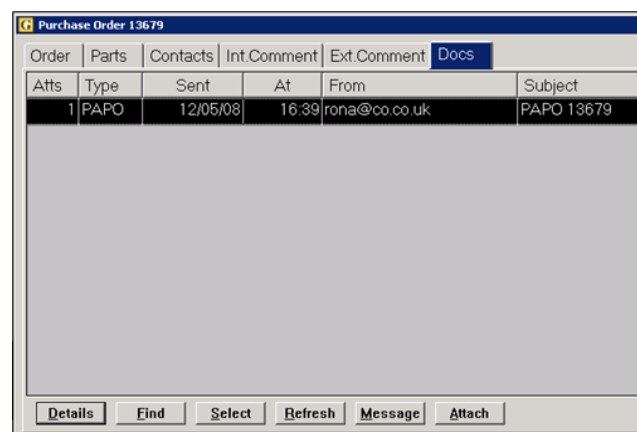 G Purchase Order 13679
Order Parts Contacts Int.Comment Ext.Comment Docs
Atts Type Sent At From Subject
1 PAPO 12/05/08 16:39 rona@co.co.uk PAPO 13679
Details Find Select Refresh Message Attach